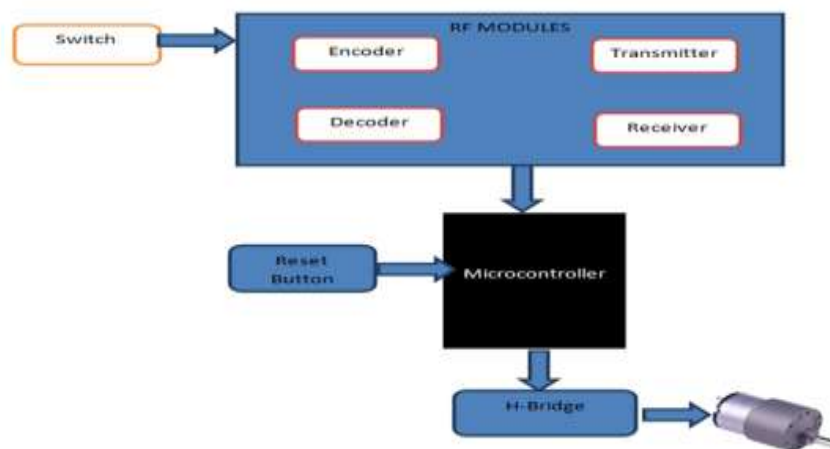 RF MODULES
Switch
Encoder
Transmitter
Decoder
Receiver
Reset
Button
Microcontroller
H-Bridge